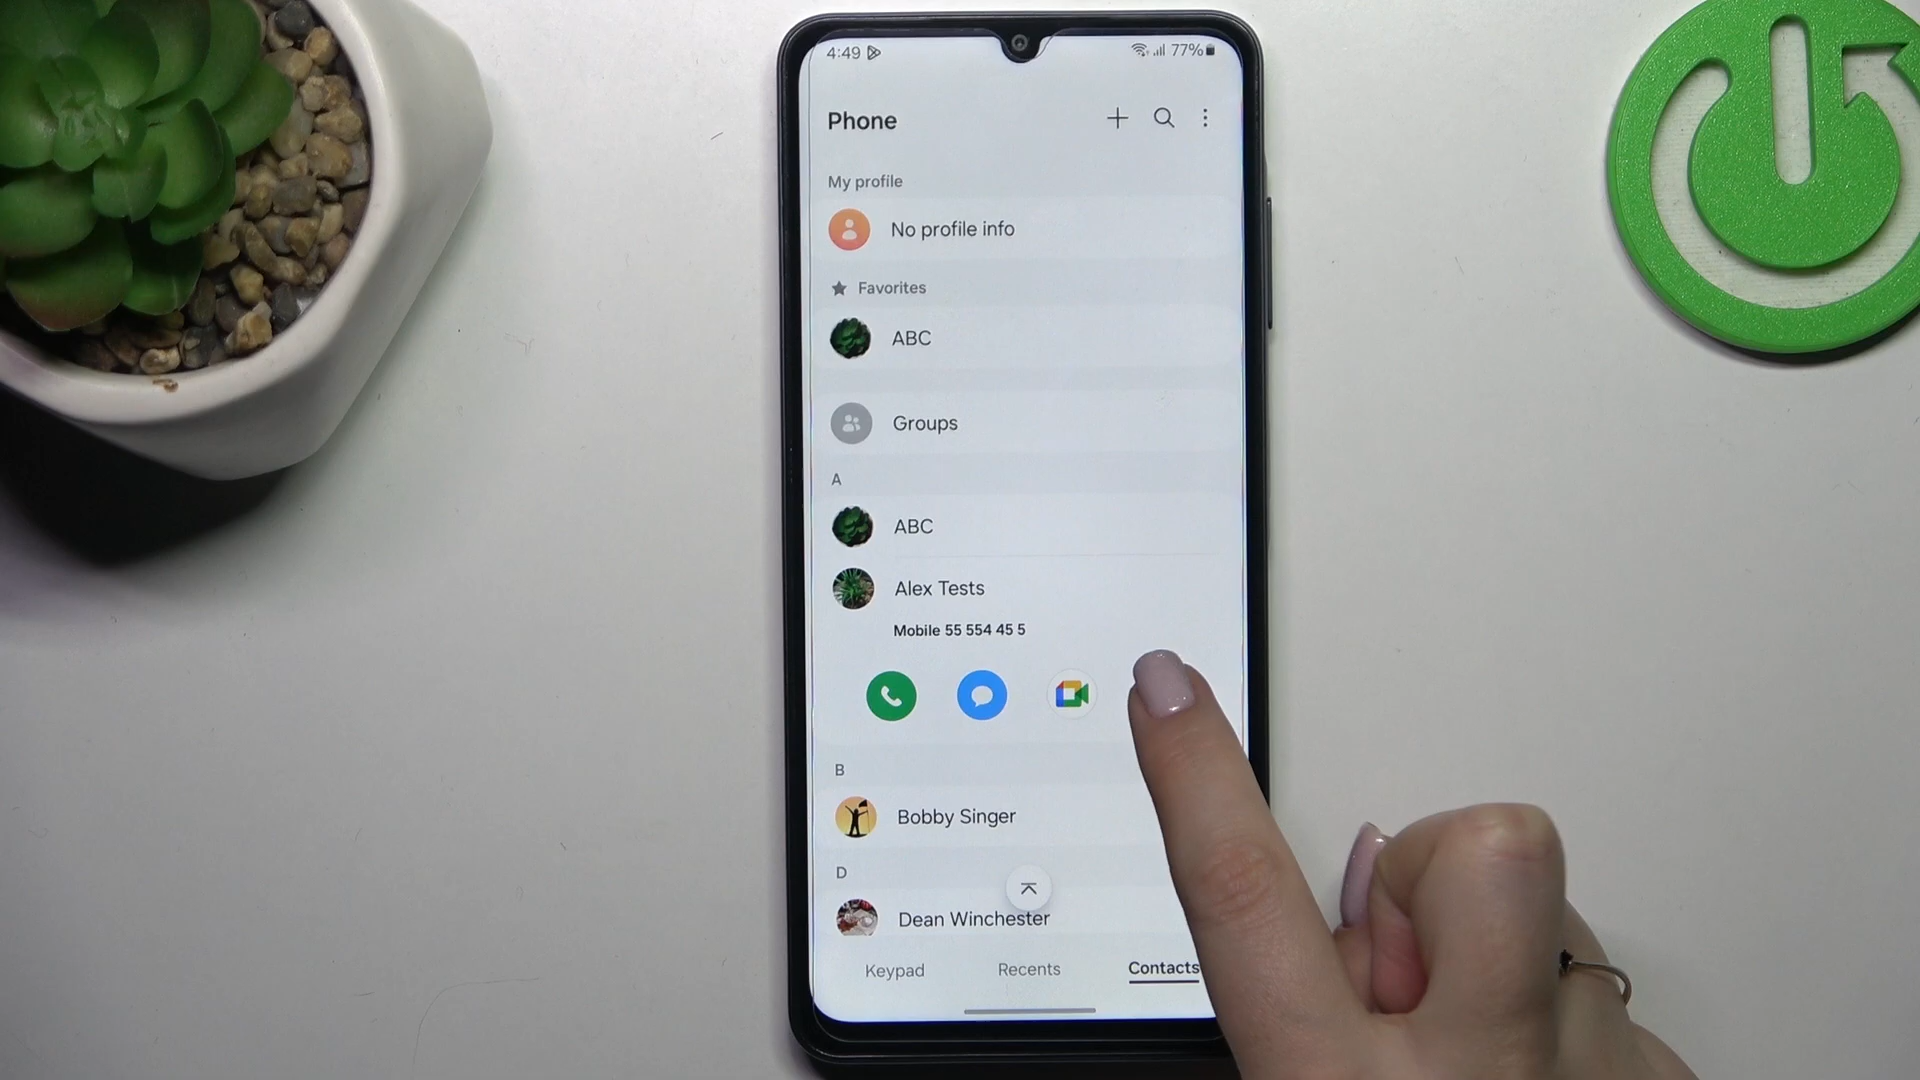 4:49 77%
Phone
My profile
No profile info
Favorites
ABC
Groups
A
ABC
Alex Tests
Mobile 55 554 45 5
B
Bobby Singer
D
Dean Winchester
Keypad Recents Contacts